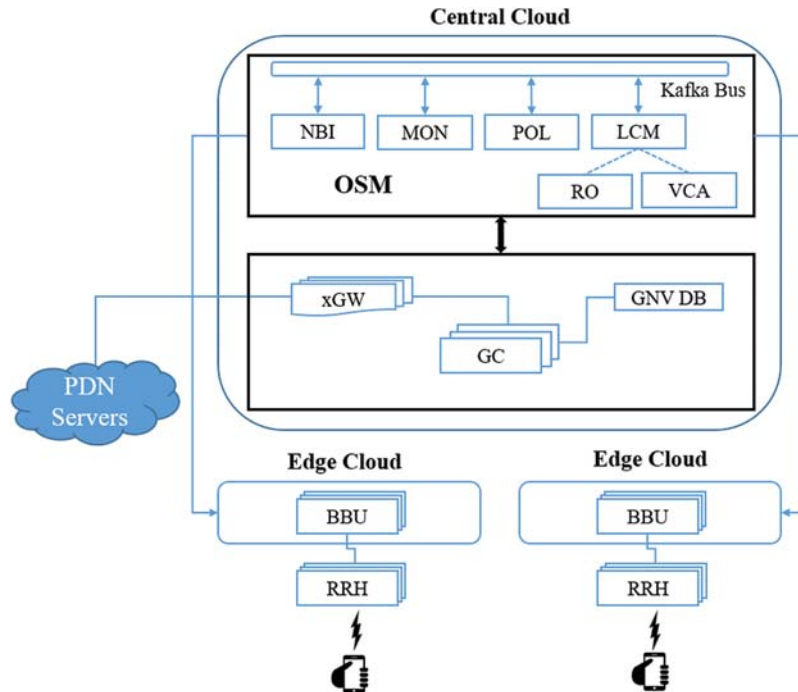 Central Cloud
Kafka Bus
NBI
MON
POL
LCM
OSM
RO
VCA
xGW
GNV DB
GC
PDN
Servers
Edge Cloud
Edge Cloud
BBU
BBU
RRH
RRH